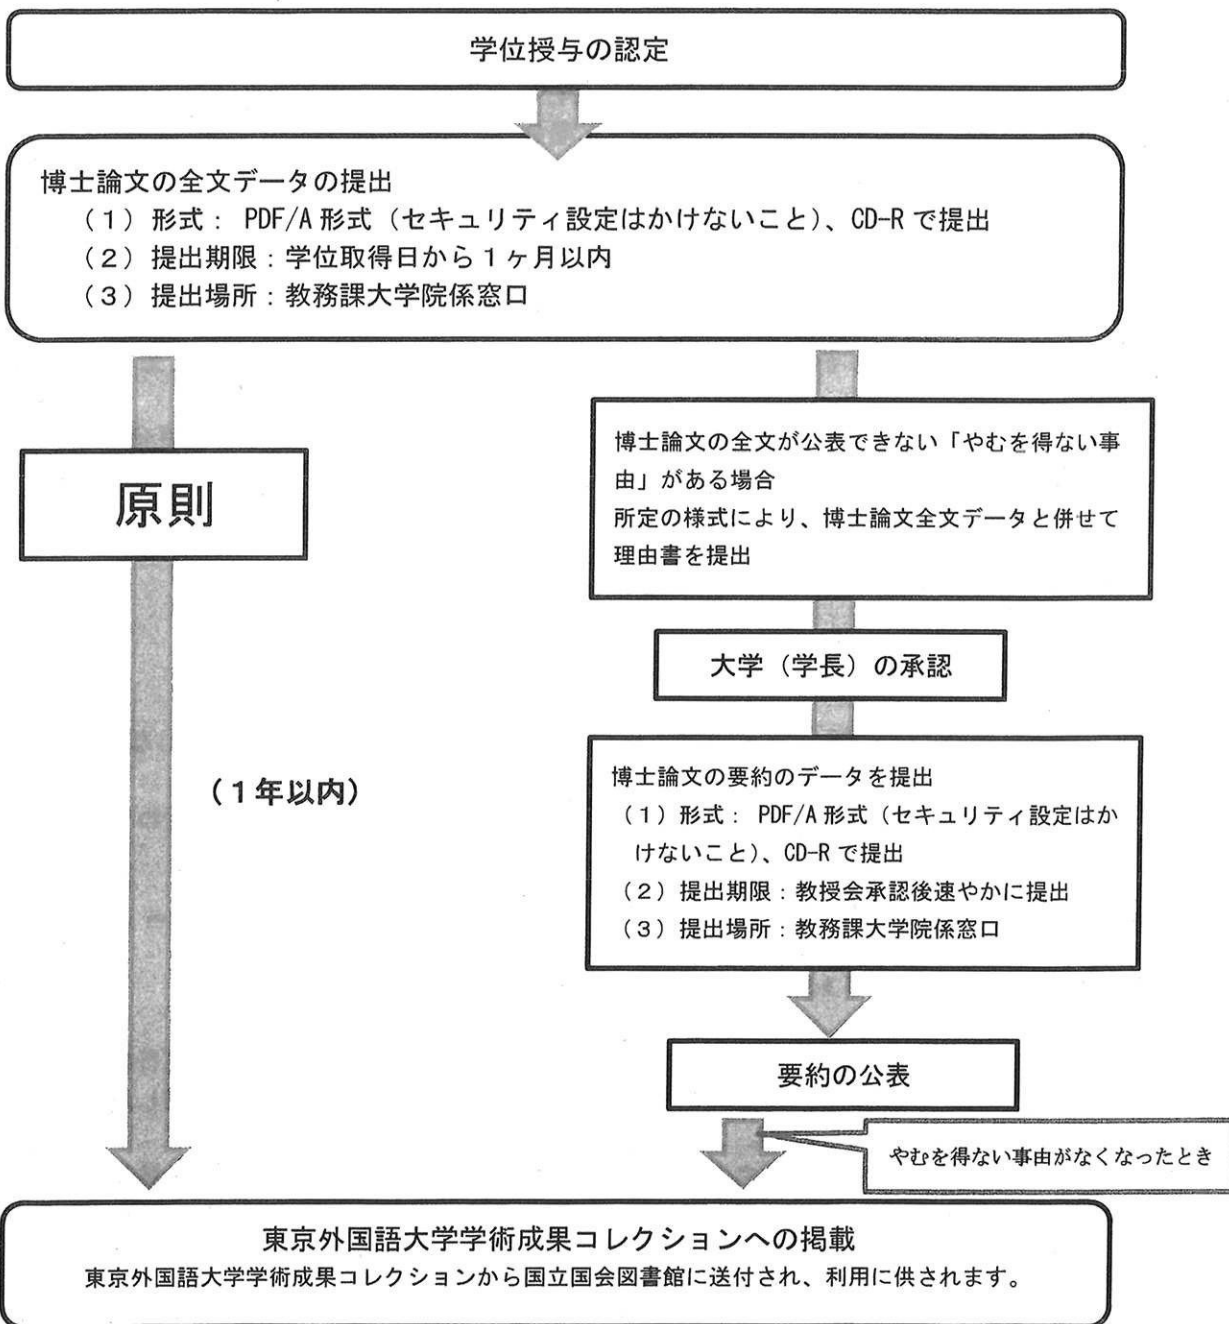 学位授与の認定
博士論文の全文データの提出
（１）形式： PDF/A 形式（セキュリティ設定はかけないこと）、CD-R で提出
（２）提出期限：学位取得日から１ヶ月以内
（３）提出場所：教務課大学院係窓口
原則
（１年以内）
博士論文の全文が公表できない「やむを得ない事
由」がある場合
所定の様式により、博士論文全文データと併せて
理由書を提出
大学（学長）の承認
博士論文の要約のデータを提出
（１）形式： PDF/A 形式（セキュリティ設定はか
けないこと）、CD-R で提出
（２）提出期限：教授会承認後速やかに提出
（３）提出場所：教務課大学院係窓口
要約の公表
やむを得ない事由がなくなったとき
東京外国語大学学術成果コレクションへの掲載
東京外国語大学学術成果コレクションから国立国会図書館に送付され、利用に供されます。